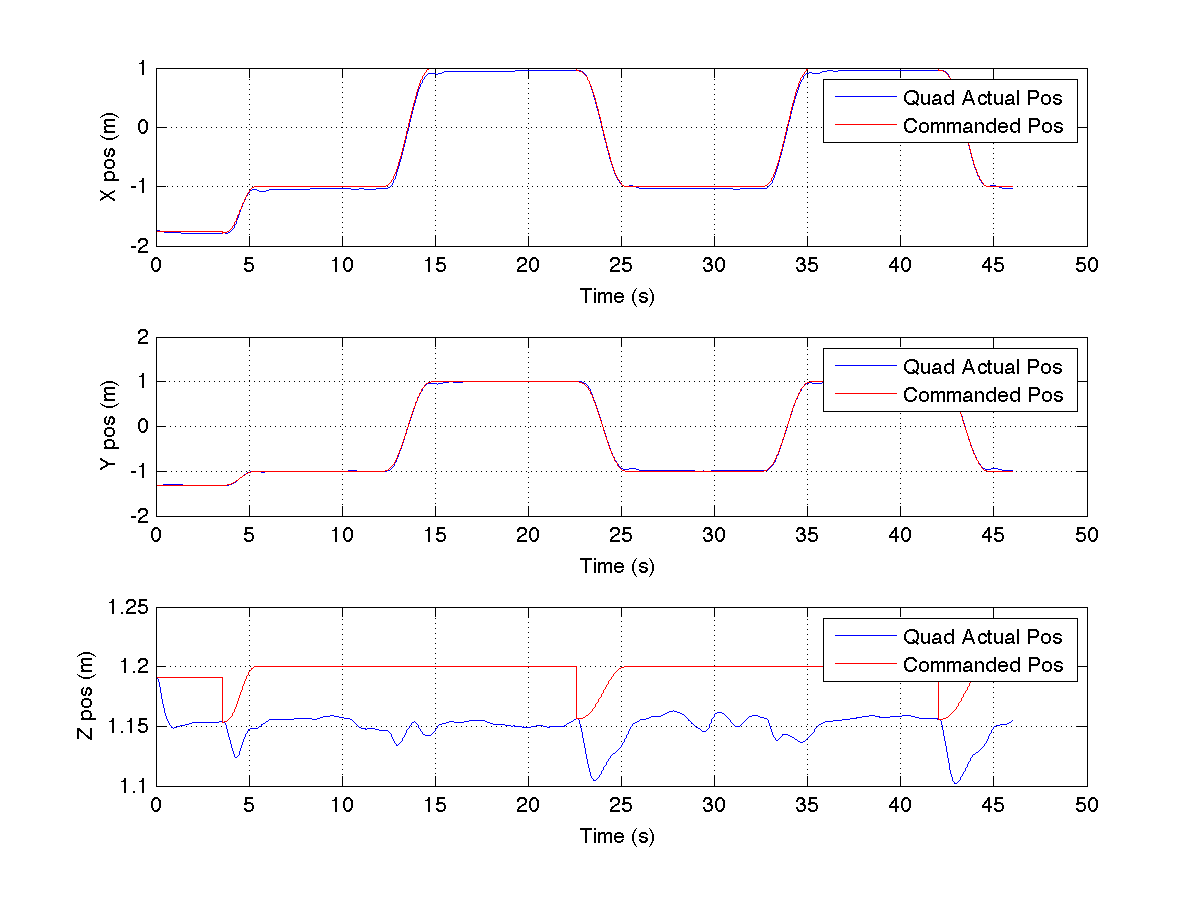 1
0
-1
-2
X pos (m)
0 5 10 15 20 25 30 35 40 45 50
Time (s)
Quad Actual Pos
Commanded Pos
2
1
0
-1
-2
Y pos (m)
0 5 10 15 20 25 30 35 40 45 50
Time (s)
Quad Actual Pos
Commanded Pos
1.25
1.2
1.15
1.1
Z pos (m)
0 5 10 15 20 25 30 35 40 45 50
Time (s)
Quad Actual Pos
Commanded Pos